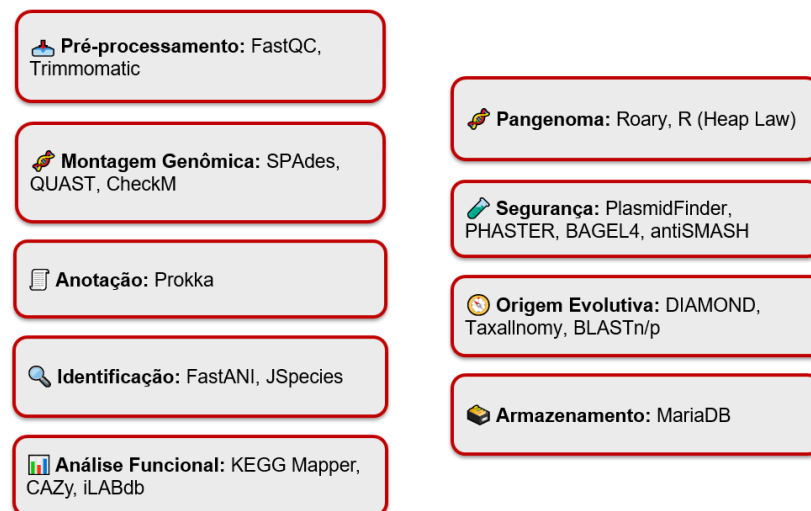 Pré-processamento: FastQC,
Trimmomatic
Montagem Genômica: SPAdes,
QUAST, CheckM
Anotação: Prokka
Identificação: FastANI, JSpecies
Análise Funcional: KEGG Mapper,
CAZy, iLABdb
Pangenoma: Roary, R (Heap Law)
Segurança: PlasmidFinder,
PHASTER, BAGEL4, antiSMASH
Origem Evolutiva: DIAMOND,
Taxallnomy, BLASTn/p
Armazenamento: MariaDB